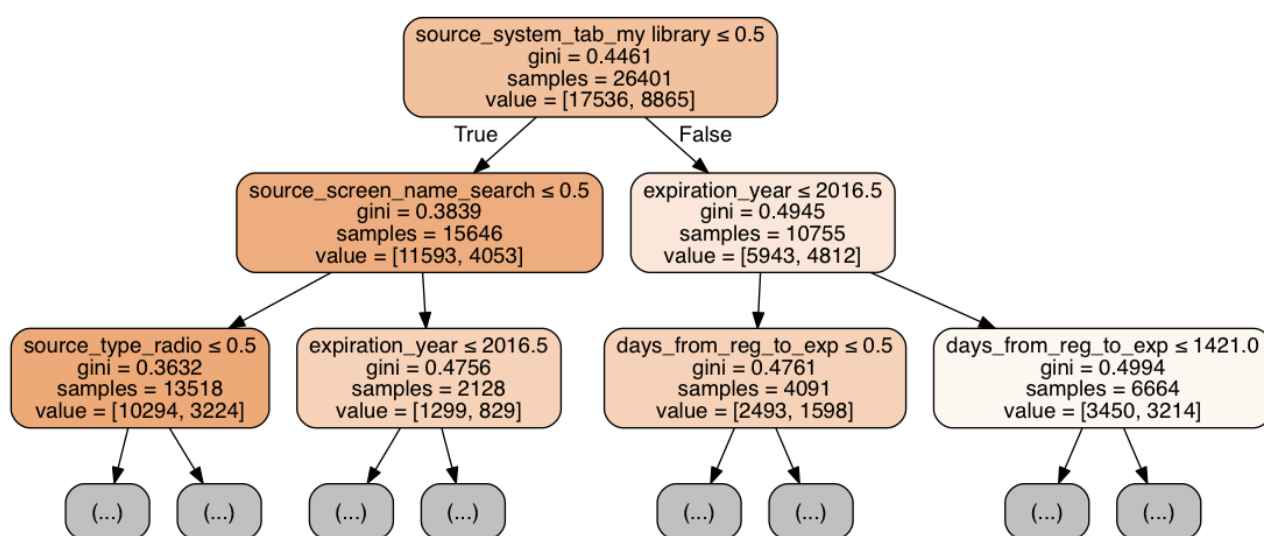 source_system_tab_my library ≤ 0.5
gini = 0.4461
samples = 26401
value = [17536, 8865]
True
False
source_screen_name_search ≤ 0.5
gini = 0.3839
samples = 15646
value = [11593, 4053]
expiration_year ≤ 2016.5
gini = 0.4945
samples = 10755
value = [5943, 4812]
source_type_radio ≤ 0.5
gini = 0.3632
samples = 13518
value = [10294, 3224]
expiration_year ≤ 2016.5
gini = 0.4756
samples = 2128
value = [1299, 829]
days_from_reg_to_exp ≤ 0.5
gini = 0.4761
samples = 4091
value = [2493, 1598]
days_from_reg_to_exp ≤ 1421.0
gini = 0.4994
samples = 6664
value = [3450, 3214]
(...)
(...)
(...)
(...)
(...)
(...)
(...)
(...)